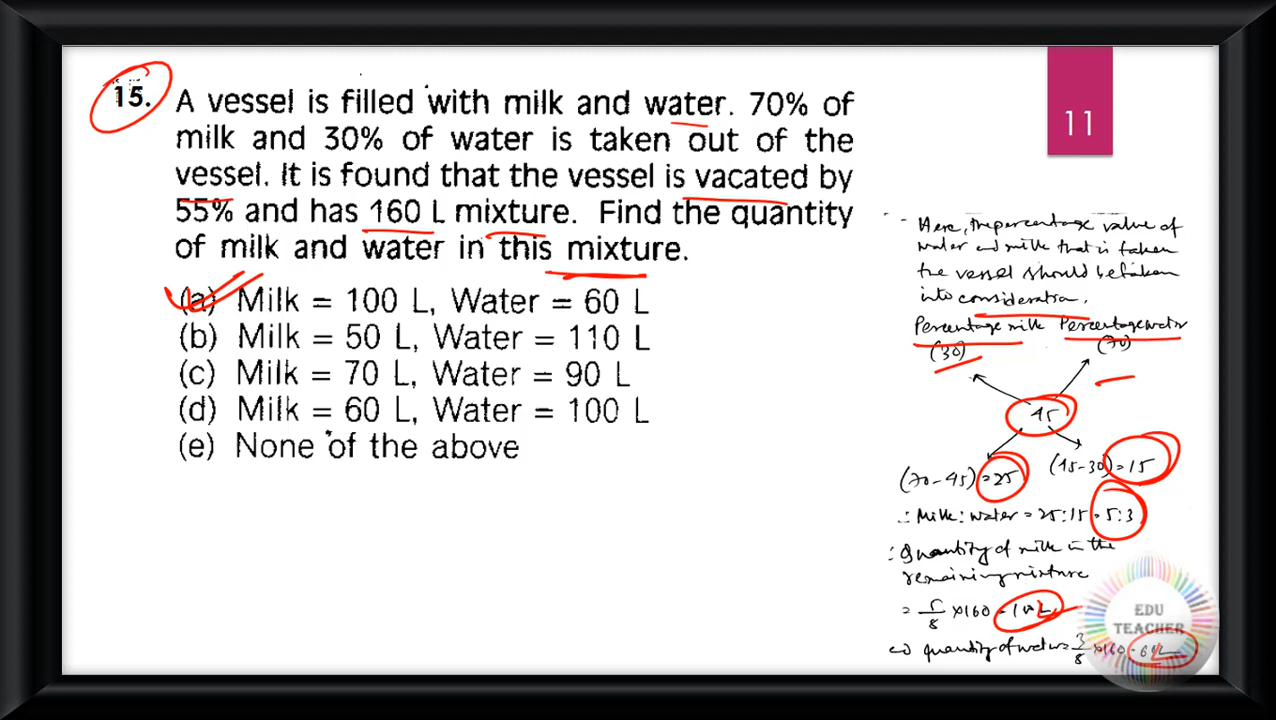 15.
A vessel is filled with milk and water. 70% of
milk and 30% of water is taken out of the
vessel. It is found that the vessel is vacated by
55% and has 160 L mixture. Find the quantity
of milk and water in this mixture.
(a) Milk = 100 L, Water = 60 L
(b) Milk = 50 L, Water = 110 L
(c) Milk = 70 L, Water = 90 L
(d) Milk = 60 L, Water = 100 L
(e) None of the above
11
Here, the percentage value of
water and milk that is taken
the vessel should be taken
into consideration.
Percentage milk Percentage water
(30) (70)
45
(70-45) = 25 (45-30) = 15
∴ Milk : water = 25:15 = 5:3
∴ Quantity of milk in the
remaining mixture
= 5/8 × 160 = 100 L
quantity of water = 3/8 × 160 = 60 L
EDU
TEACHER